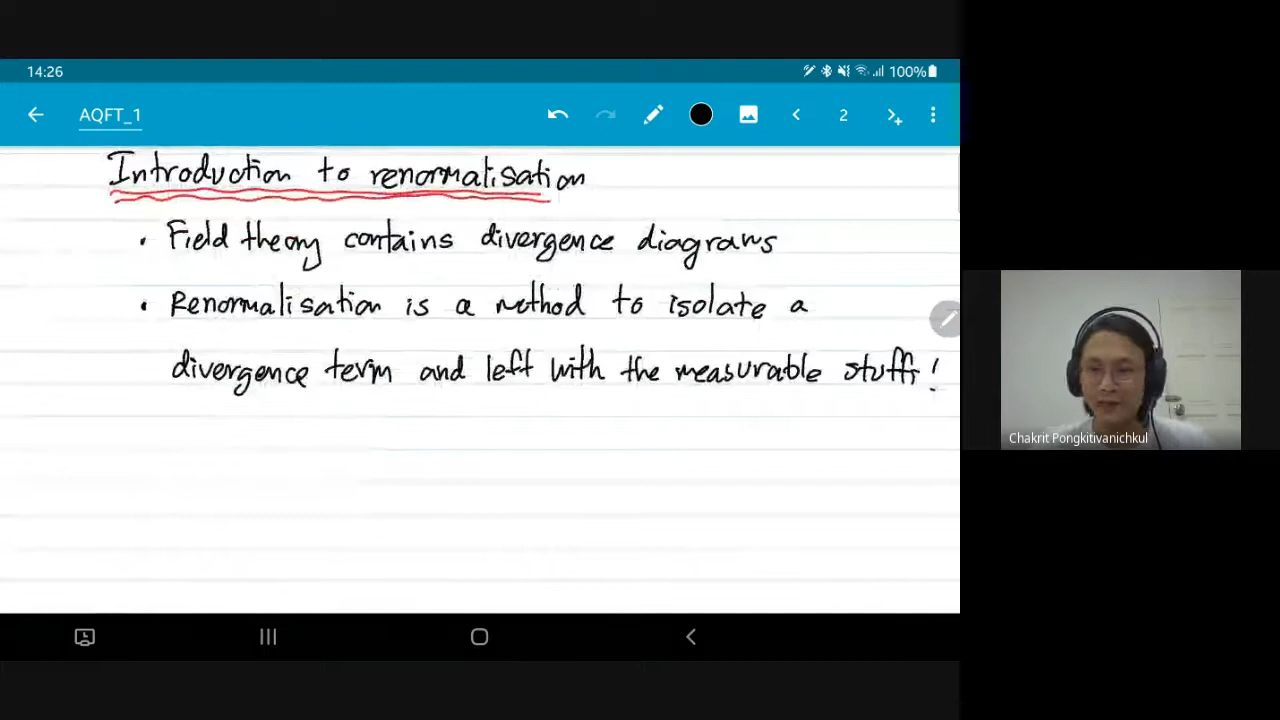 14:26
100%
AQFT_1
2
Introduction to renormalisation
• Field theory contains divergence diagrams
• Renormalisation is a method to isolate a
divergence term and left with the measurable stuff!
Chakrit Pongkitivanichkul